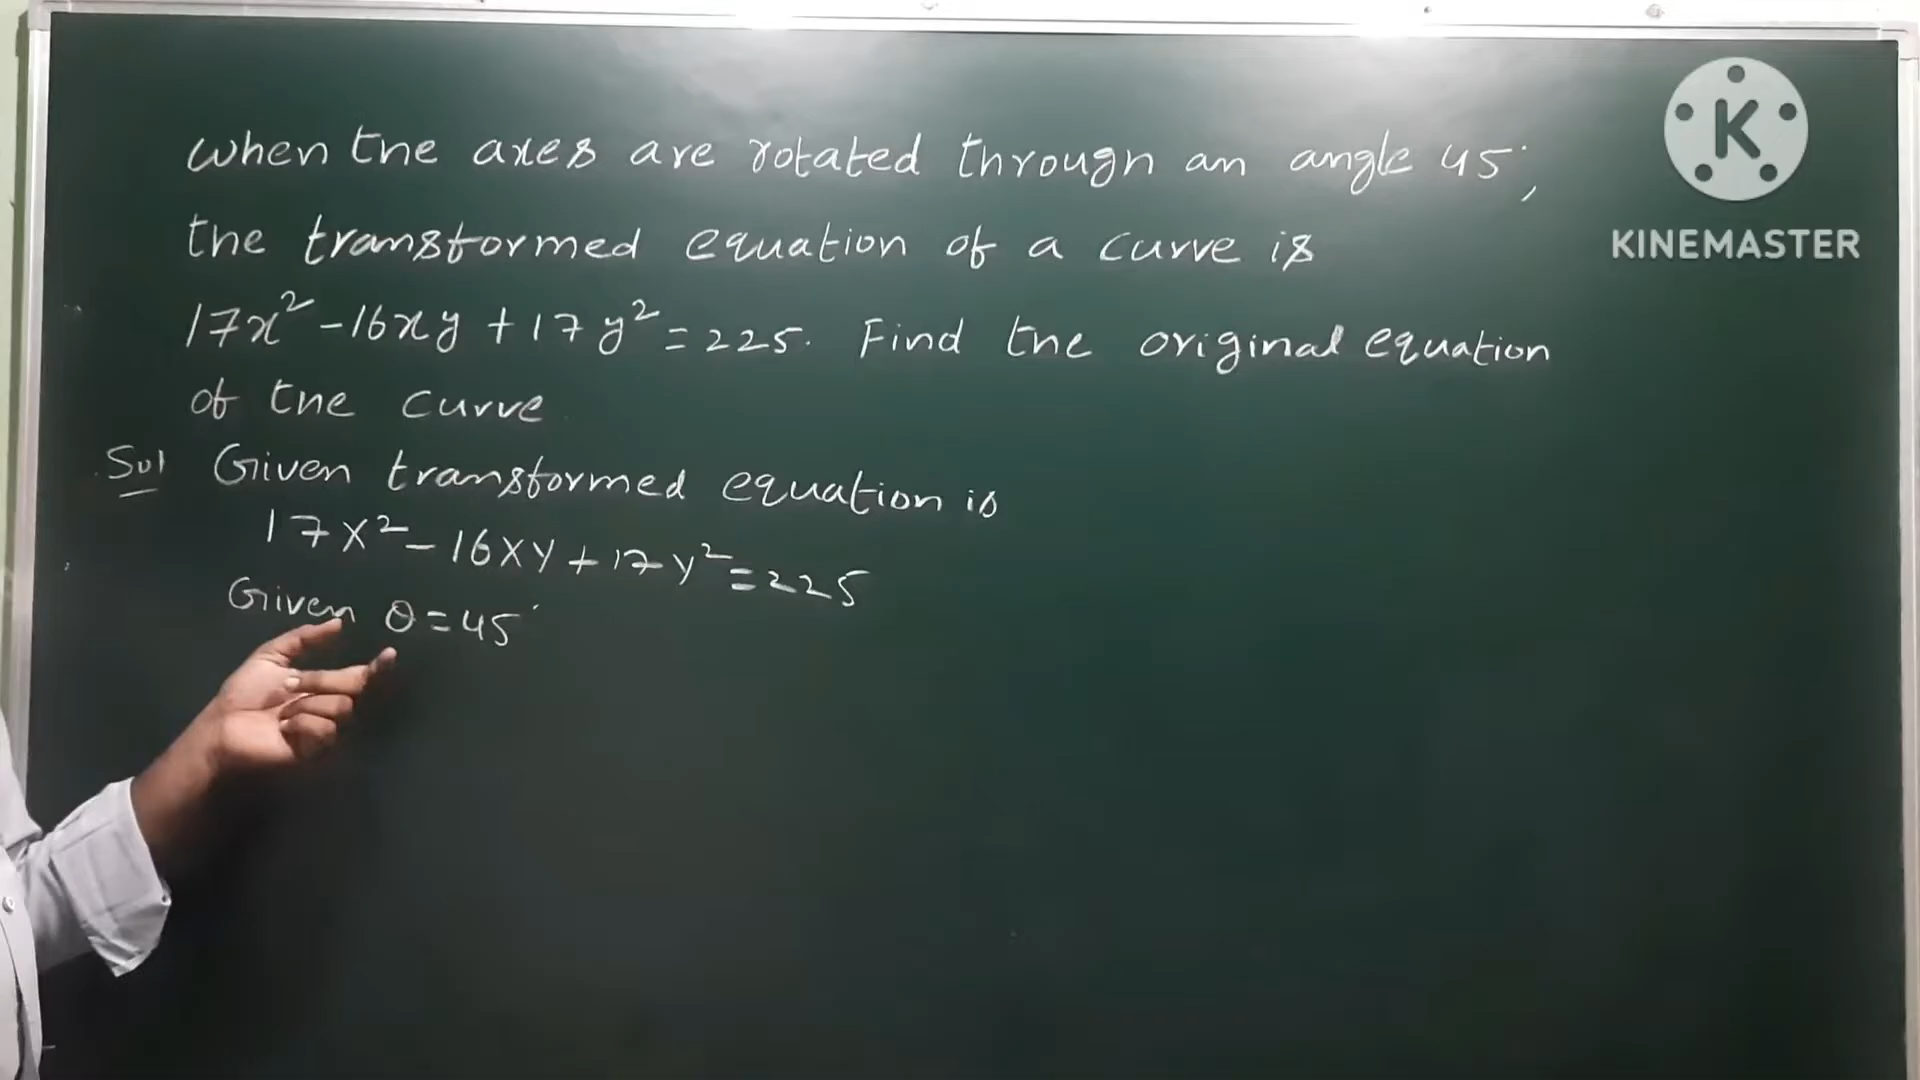 when the axes are rotated through an angle 45°,
the transformed equation of a curve is
17x² - 16xy + 17y² = 225. Find the original equation
of the curve
Sol Given transformed equation is
17X² - 16XY + 17Y² = 225
Given θ = 45°
K
KINEMASTER